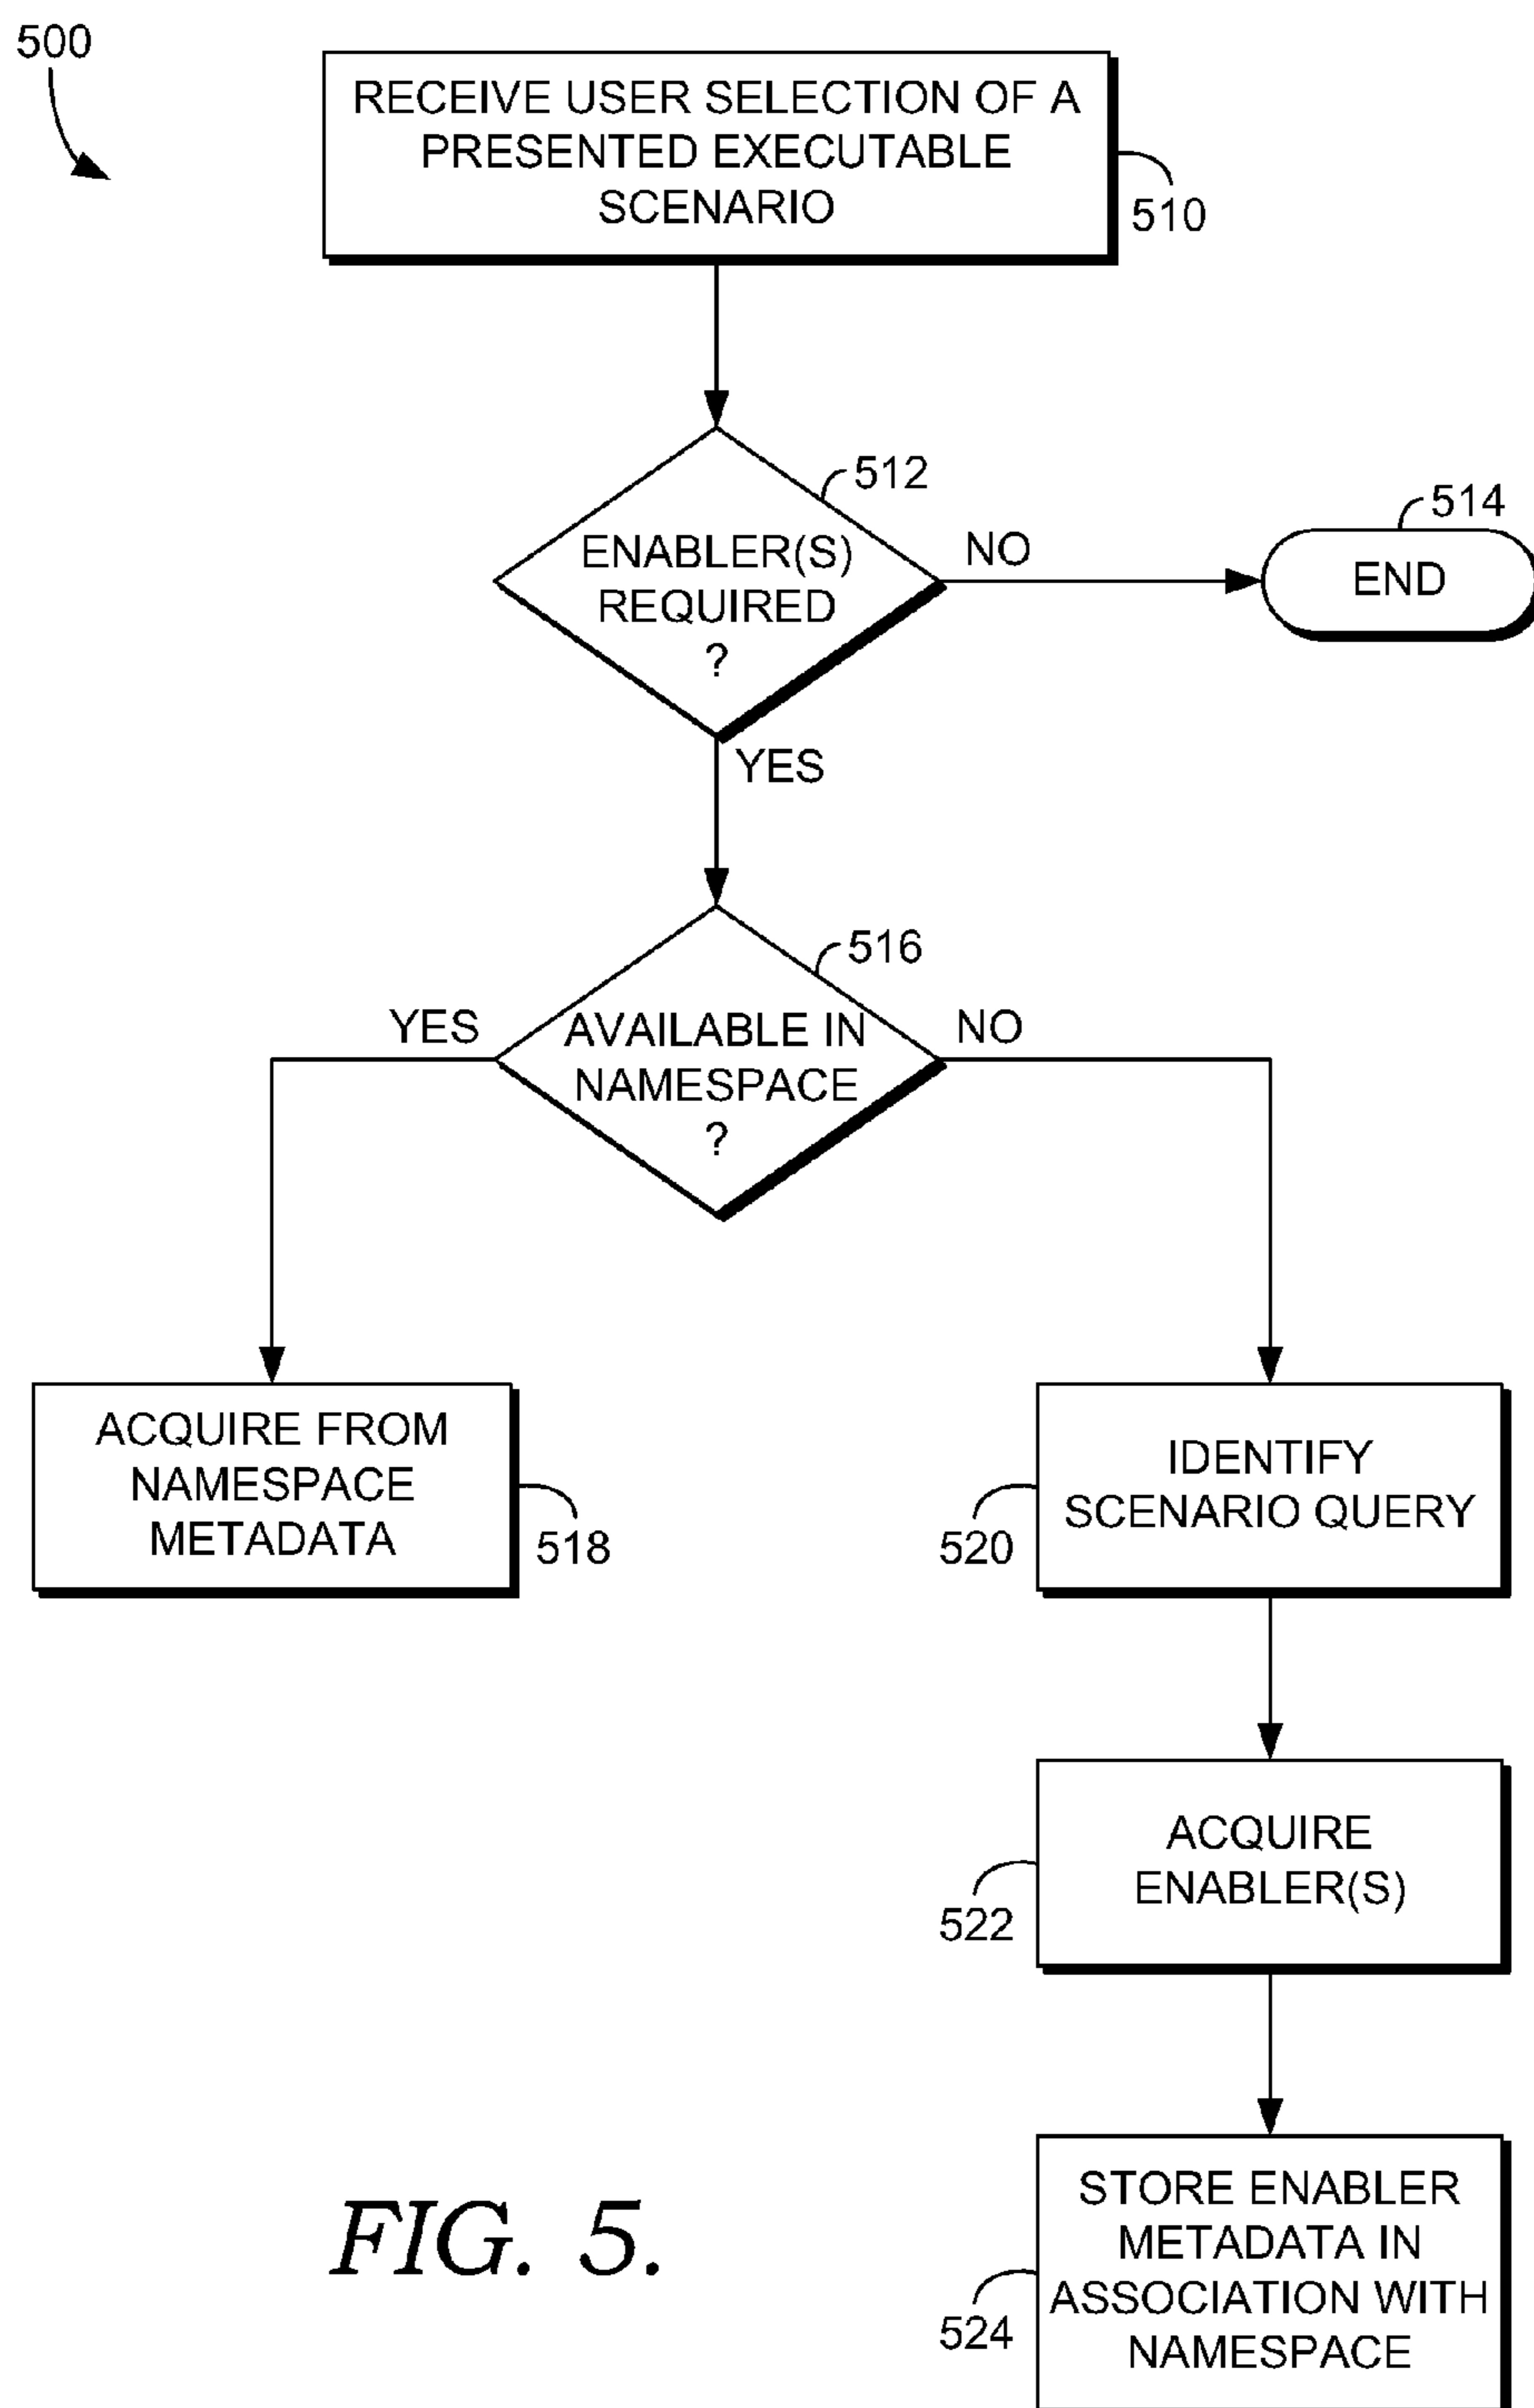 500
RECEIVE USER SELECTION OF A
PRESENTED EXECUTABLE
SCENARIO
510
512
ENABLER(S)
REQUIRED
?
NO
514
END
YES
516
YES
AVAILABLE IN
NAMESPACE
?
NO
ACQUIRE FROM
NAMESPACE
METADATA
518
IDENTIFY
SCENARIO QUERY
520
ACQUIRE
ENABLER(S)
522
STORE ENABLER
METADATA IN
ASSOCIATION WITH
NAMESPACE
524
FIG. 5.